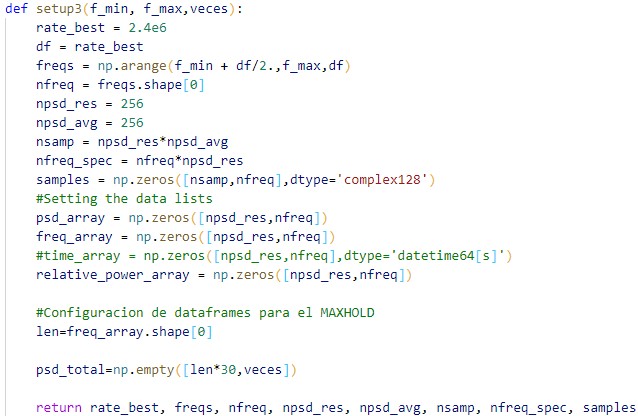 def setup3(f_min, f_max,veces):
    rate_best = 2.4e6
    df = rate_best
    freqs = np.arange(f_min + df/2.,f_max,df)
    nfreq = freqs.shape[0]
    npsd_res = 256
    npsd_avg = 256
    nsamp = npsd_res*npsd_avg
    nfreq_spec = nfreq*npsd_res
    samples = np.zeros([nsamp,nfreq],dtype='complex128')
    #Setting the data lists
    psd_array = np.zeros([npsd_res,nfreq])
    freq_array = np.zeros([npsd_res,nfreq])
    #time_array = np.zeros([npsd_res,nfreq],dtype='datetime64[s]')
    relative_power_array = np.zeros([npsd_res,nfreq])
    #Configuracion de dataframes para el MAXHOLD
    len=freq_array.shape[0]
    psd_total=np.empty([len*30,veces])
    return rate_best, freqs, nfreq, npsd_res, npsd_avg, nsamp, nfreq_spec, samples